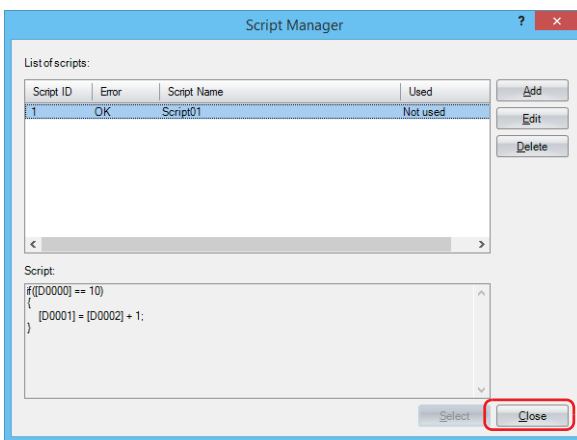 Script Manager
?
List of scripts:
Script ID Error Script Name Used
1 OK Script01 Not used
Add
Edit
Delete
Script:
if([D0000] == 10)
{
[D0001] = [D0002] + 1;
}
Select Close